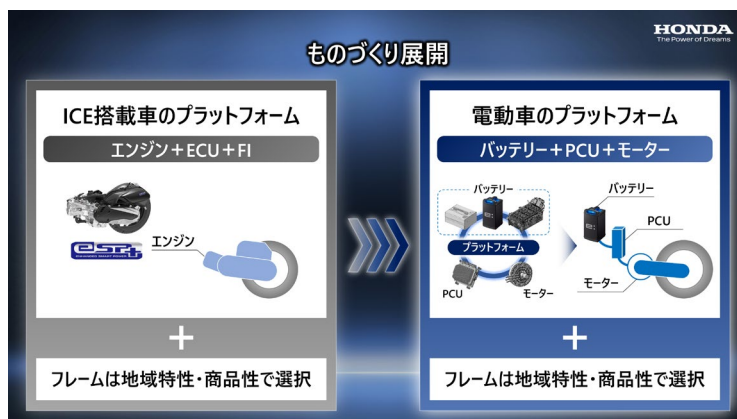 HONDA
The Power of Dreams
ものづくり展開
ICE搭載車のプラットフォーム
エンジン+ECU+FI
eSP+
ENHANCED SMART POWER
エンジン
+
フレームは地域特性・商品性で選択
電動車のプラットフォーム
バッテリー+PCU+モーター
バッテリー
プラットフォーム
PCU
モーター
バッテリー
PCU
モーター
+
フレームは地域特性・商品性で選択